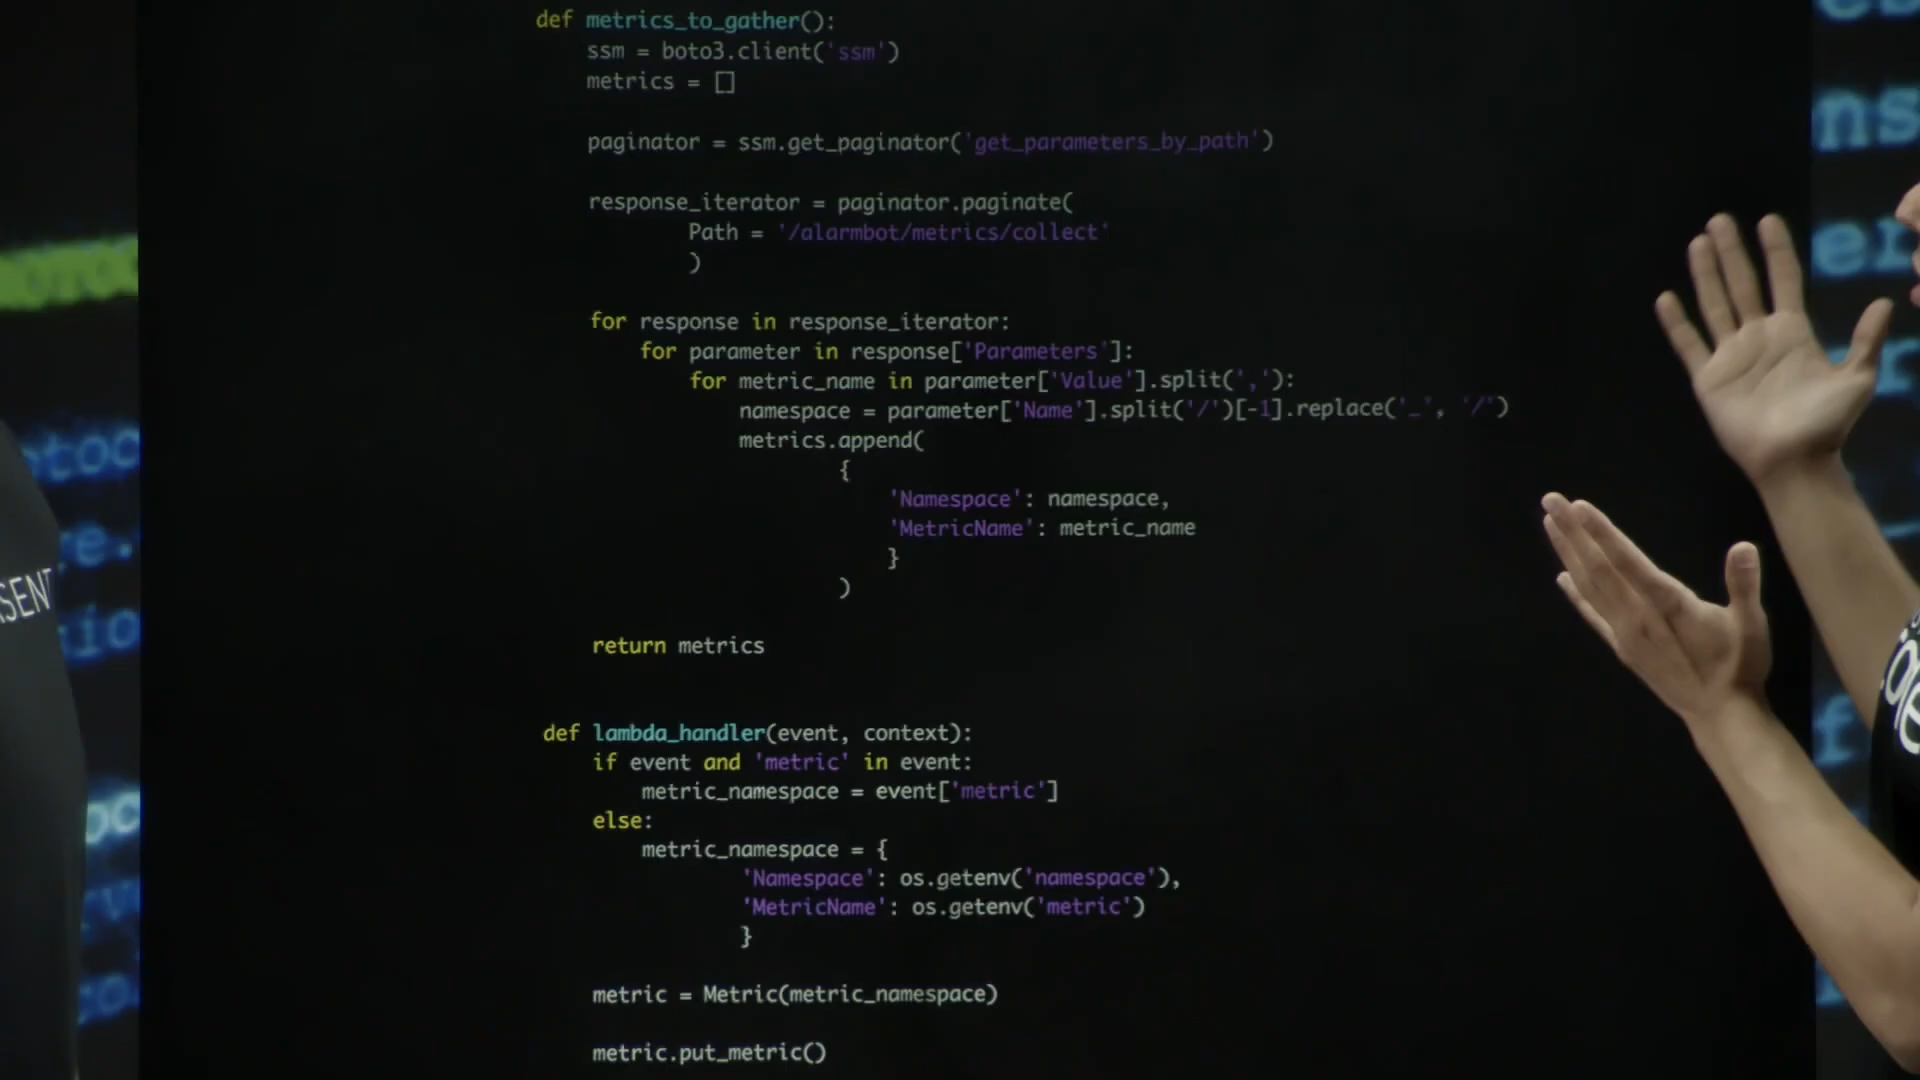 def metrics_to_gather():
ssm = boto3.client('ssm')
metrics = []
paginator = ssm.get_paginator('get_parameters_by_path')
response_iterator = paginator.paginate(
Path = '/alarmbot/metrics/collect'
)
for response in response_iterator:
for parameter in response['Parameters']:
for metric_name in parameter['Value'].split(','):
namespace = parameter['Name'].split('/')[-1].replace('_', '/')
metrics.append(
{
'Namespace': namespace,
'MetricName': metric_name
}
)
return metrics
def lambda_handler(event, context):
if event and 'metric' in event:
metric_namespace = event['metric']
else:
metric_namespace = {
'Namespace': os.getenv('namespace'),
'MetricName': os.getenv('metric')
}
metric = Metric(metric_namespace)
metric.put_metric()